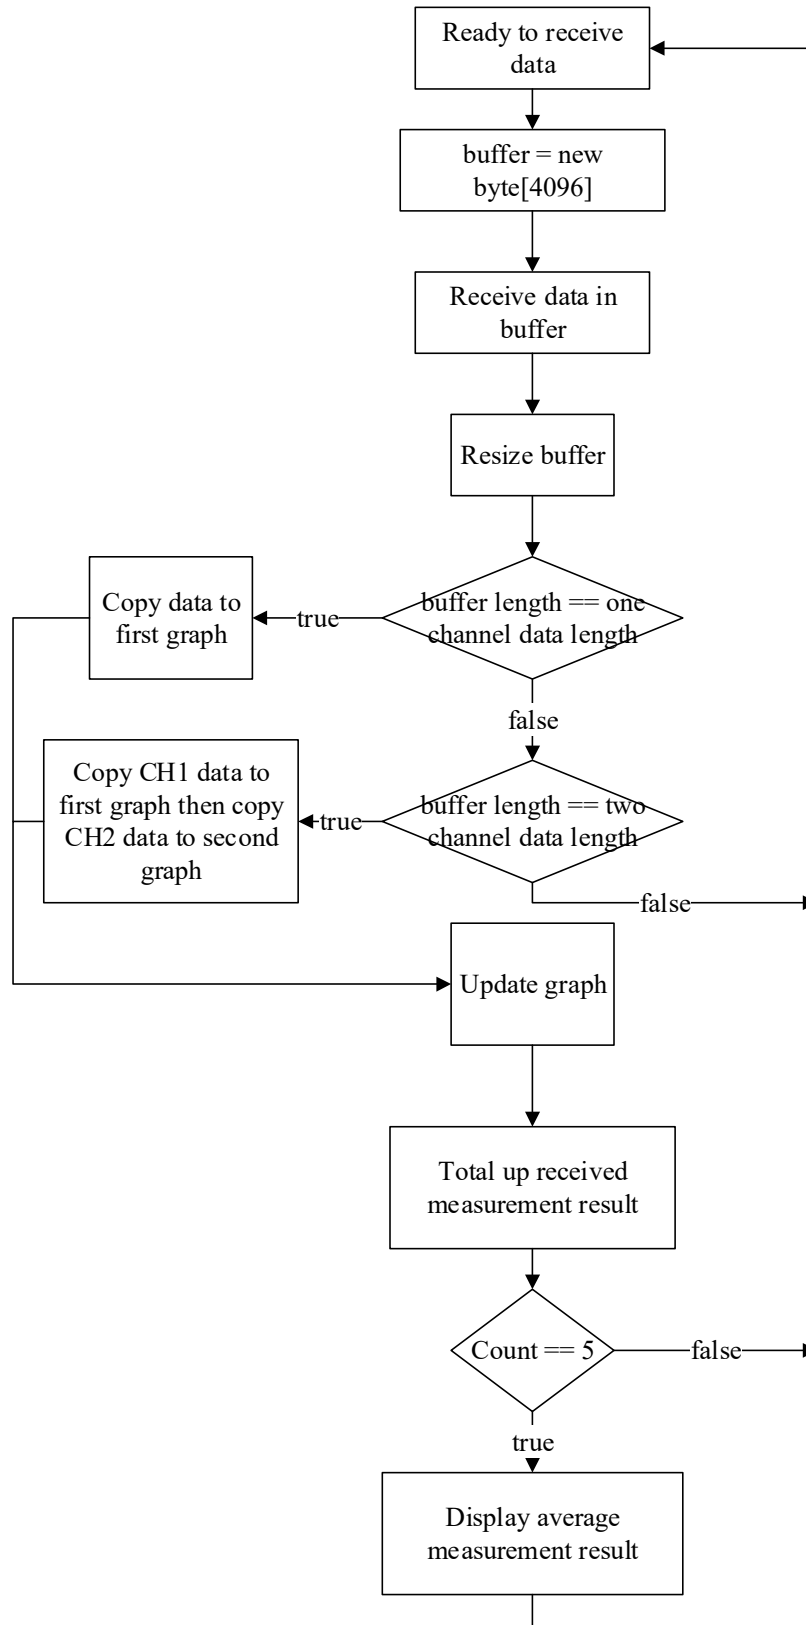 Ready to receive
data
buffer = new
byte[4096]
Receive data in
buffer
Resize buffer
buffer length == one
channel data length
true
Copy data to
first graph
false
buffer length == two
channel data length
true
Copy CH1 data to
first graph then copy
CH2 data to second
graph
false
Update graph
Total up received
measurement result
Count == 5
false
true
Display average
measurement result